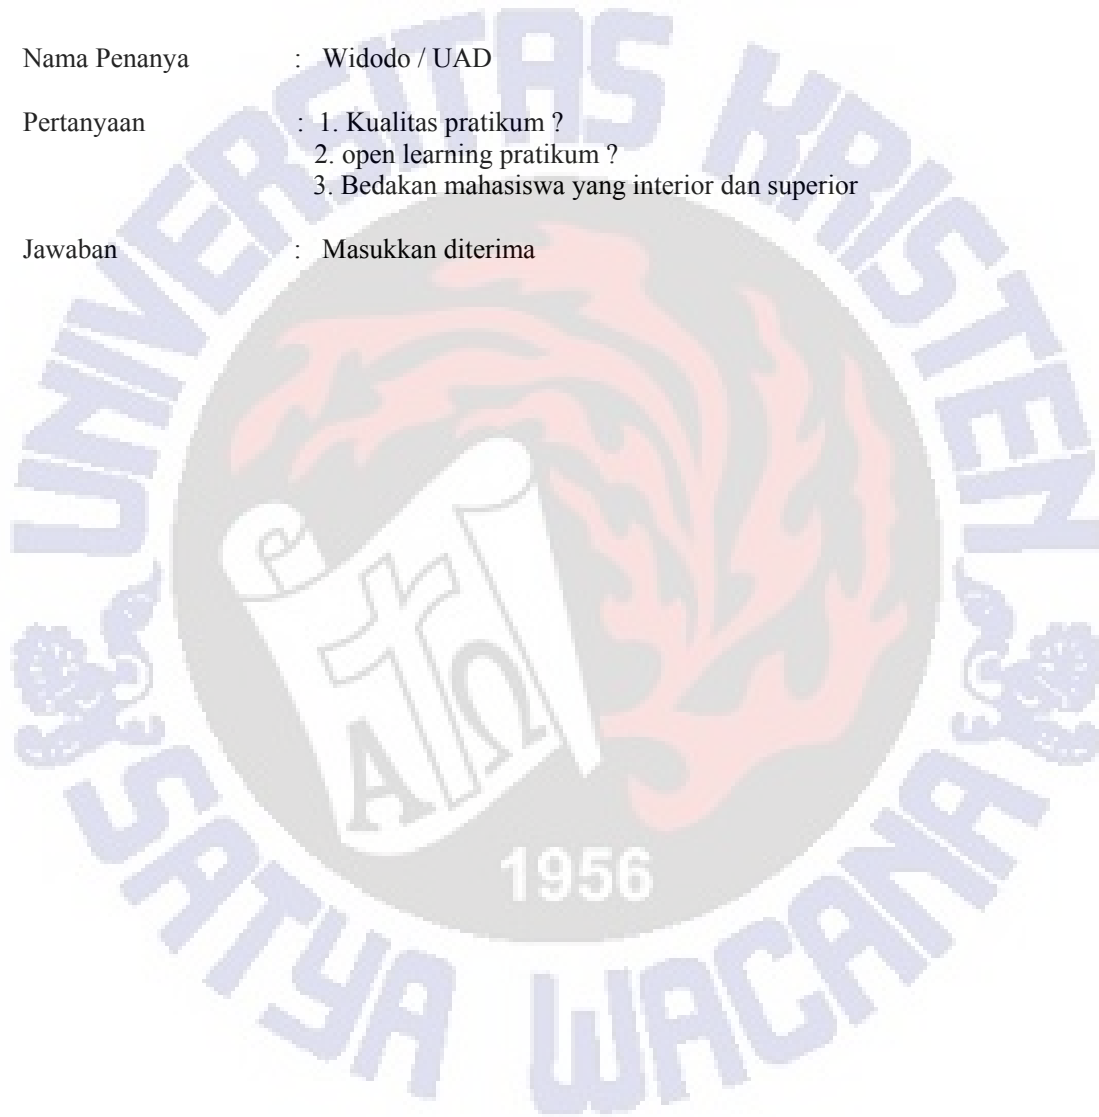 Nama Penanya : Widodo / UAD
Pertanyaan : 1. Kualitas pratikum ?
2. open learning pratikum ?
3. Bedakan mahasiswa yang interior dan superior
Jawaban : Masukkan diterima
UNIVERSITAS KRISTEN
Α Ω
1956
SATYA WACANA